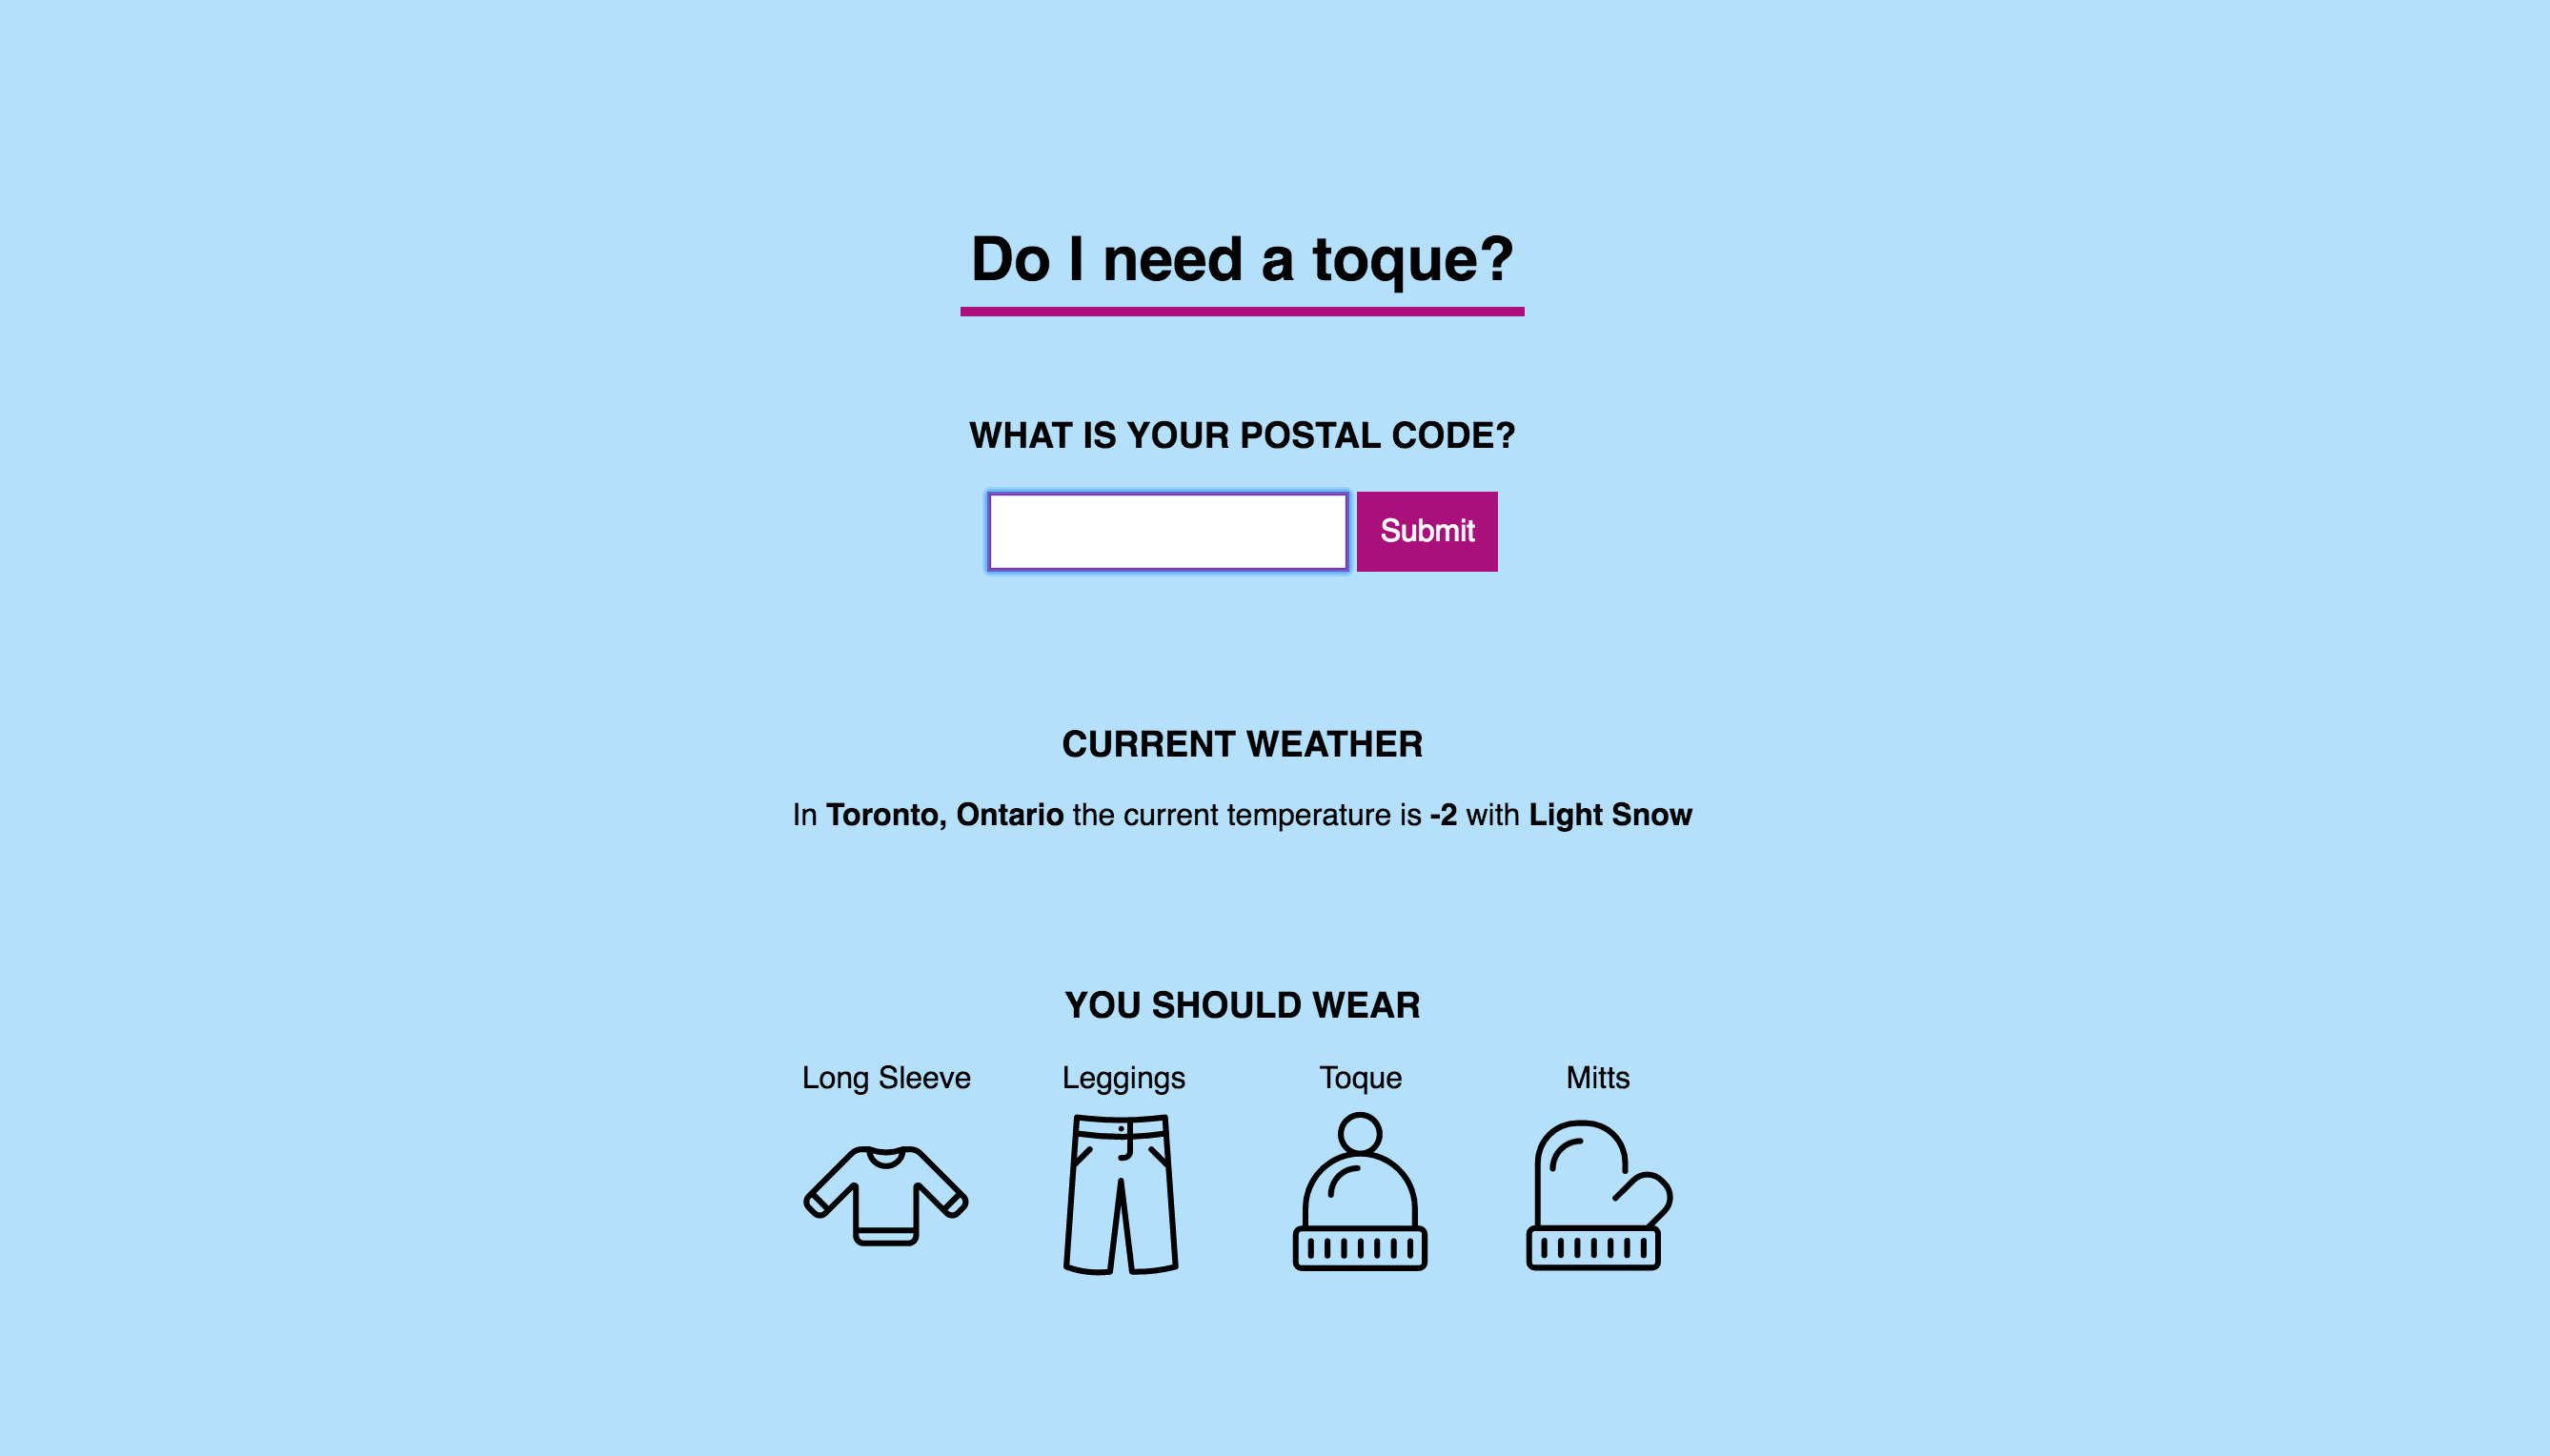 Do I need a toque?
WHAT IS YOUR POSTAL CODE?
Submit
CURRENT WEATHER
In Toronto, Ontario the current temperature is -2 with Light Snow
YOU SHOULD WEAR
Long Sleeve Leggings Toque Mitts